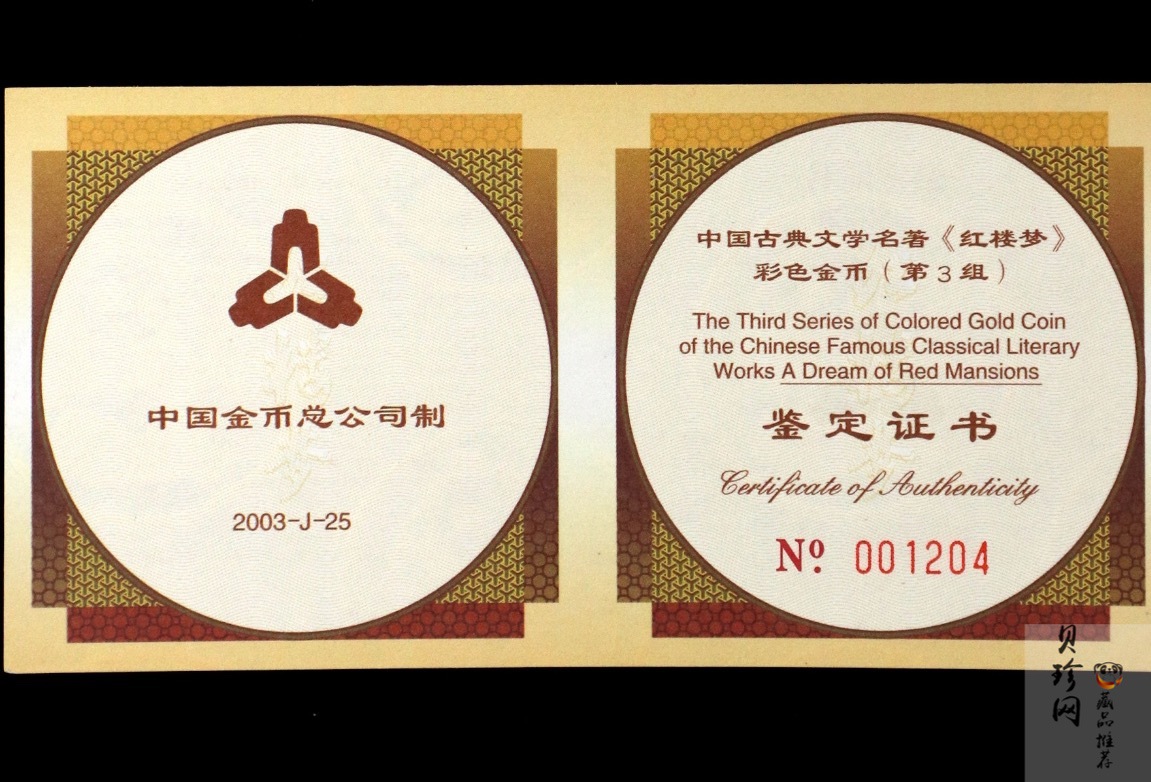 中国金币总公司制
2003-J-25
中国古典文学名著《红楼梦》
彩色金币（第3组）
The Third Series of Colored Gold Coin
of the Chinese Famous Classical Literary
Works A Dream of Red Mansions
鉴定证书
Certificate of Authenticity
Nº 001204
贝珍网
藏品推荐